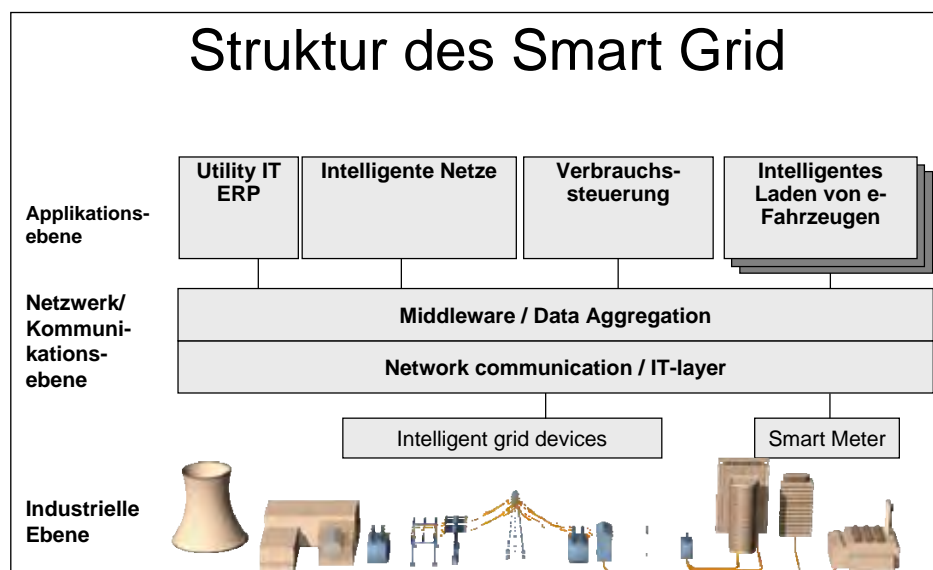 Struktur des Smart Grid
Utility IT
ERP
Intelligente Netze
Verbrauchs-
steuerung
Intelligentes
Laden von e-
Fahrzeugen
Applikations-
ebene
Netzwerk/
Kommuni-
kations-
ebene
Middleware / Data Aggregation
Network communication / IT-layer
Intelligent grid devices
Smart Meter
Industrielle
Ebene